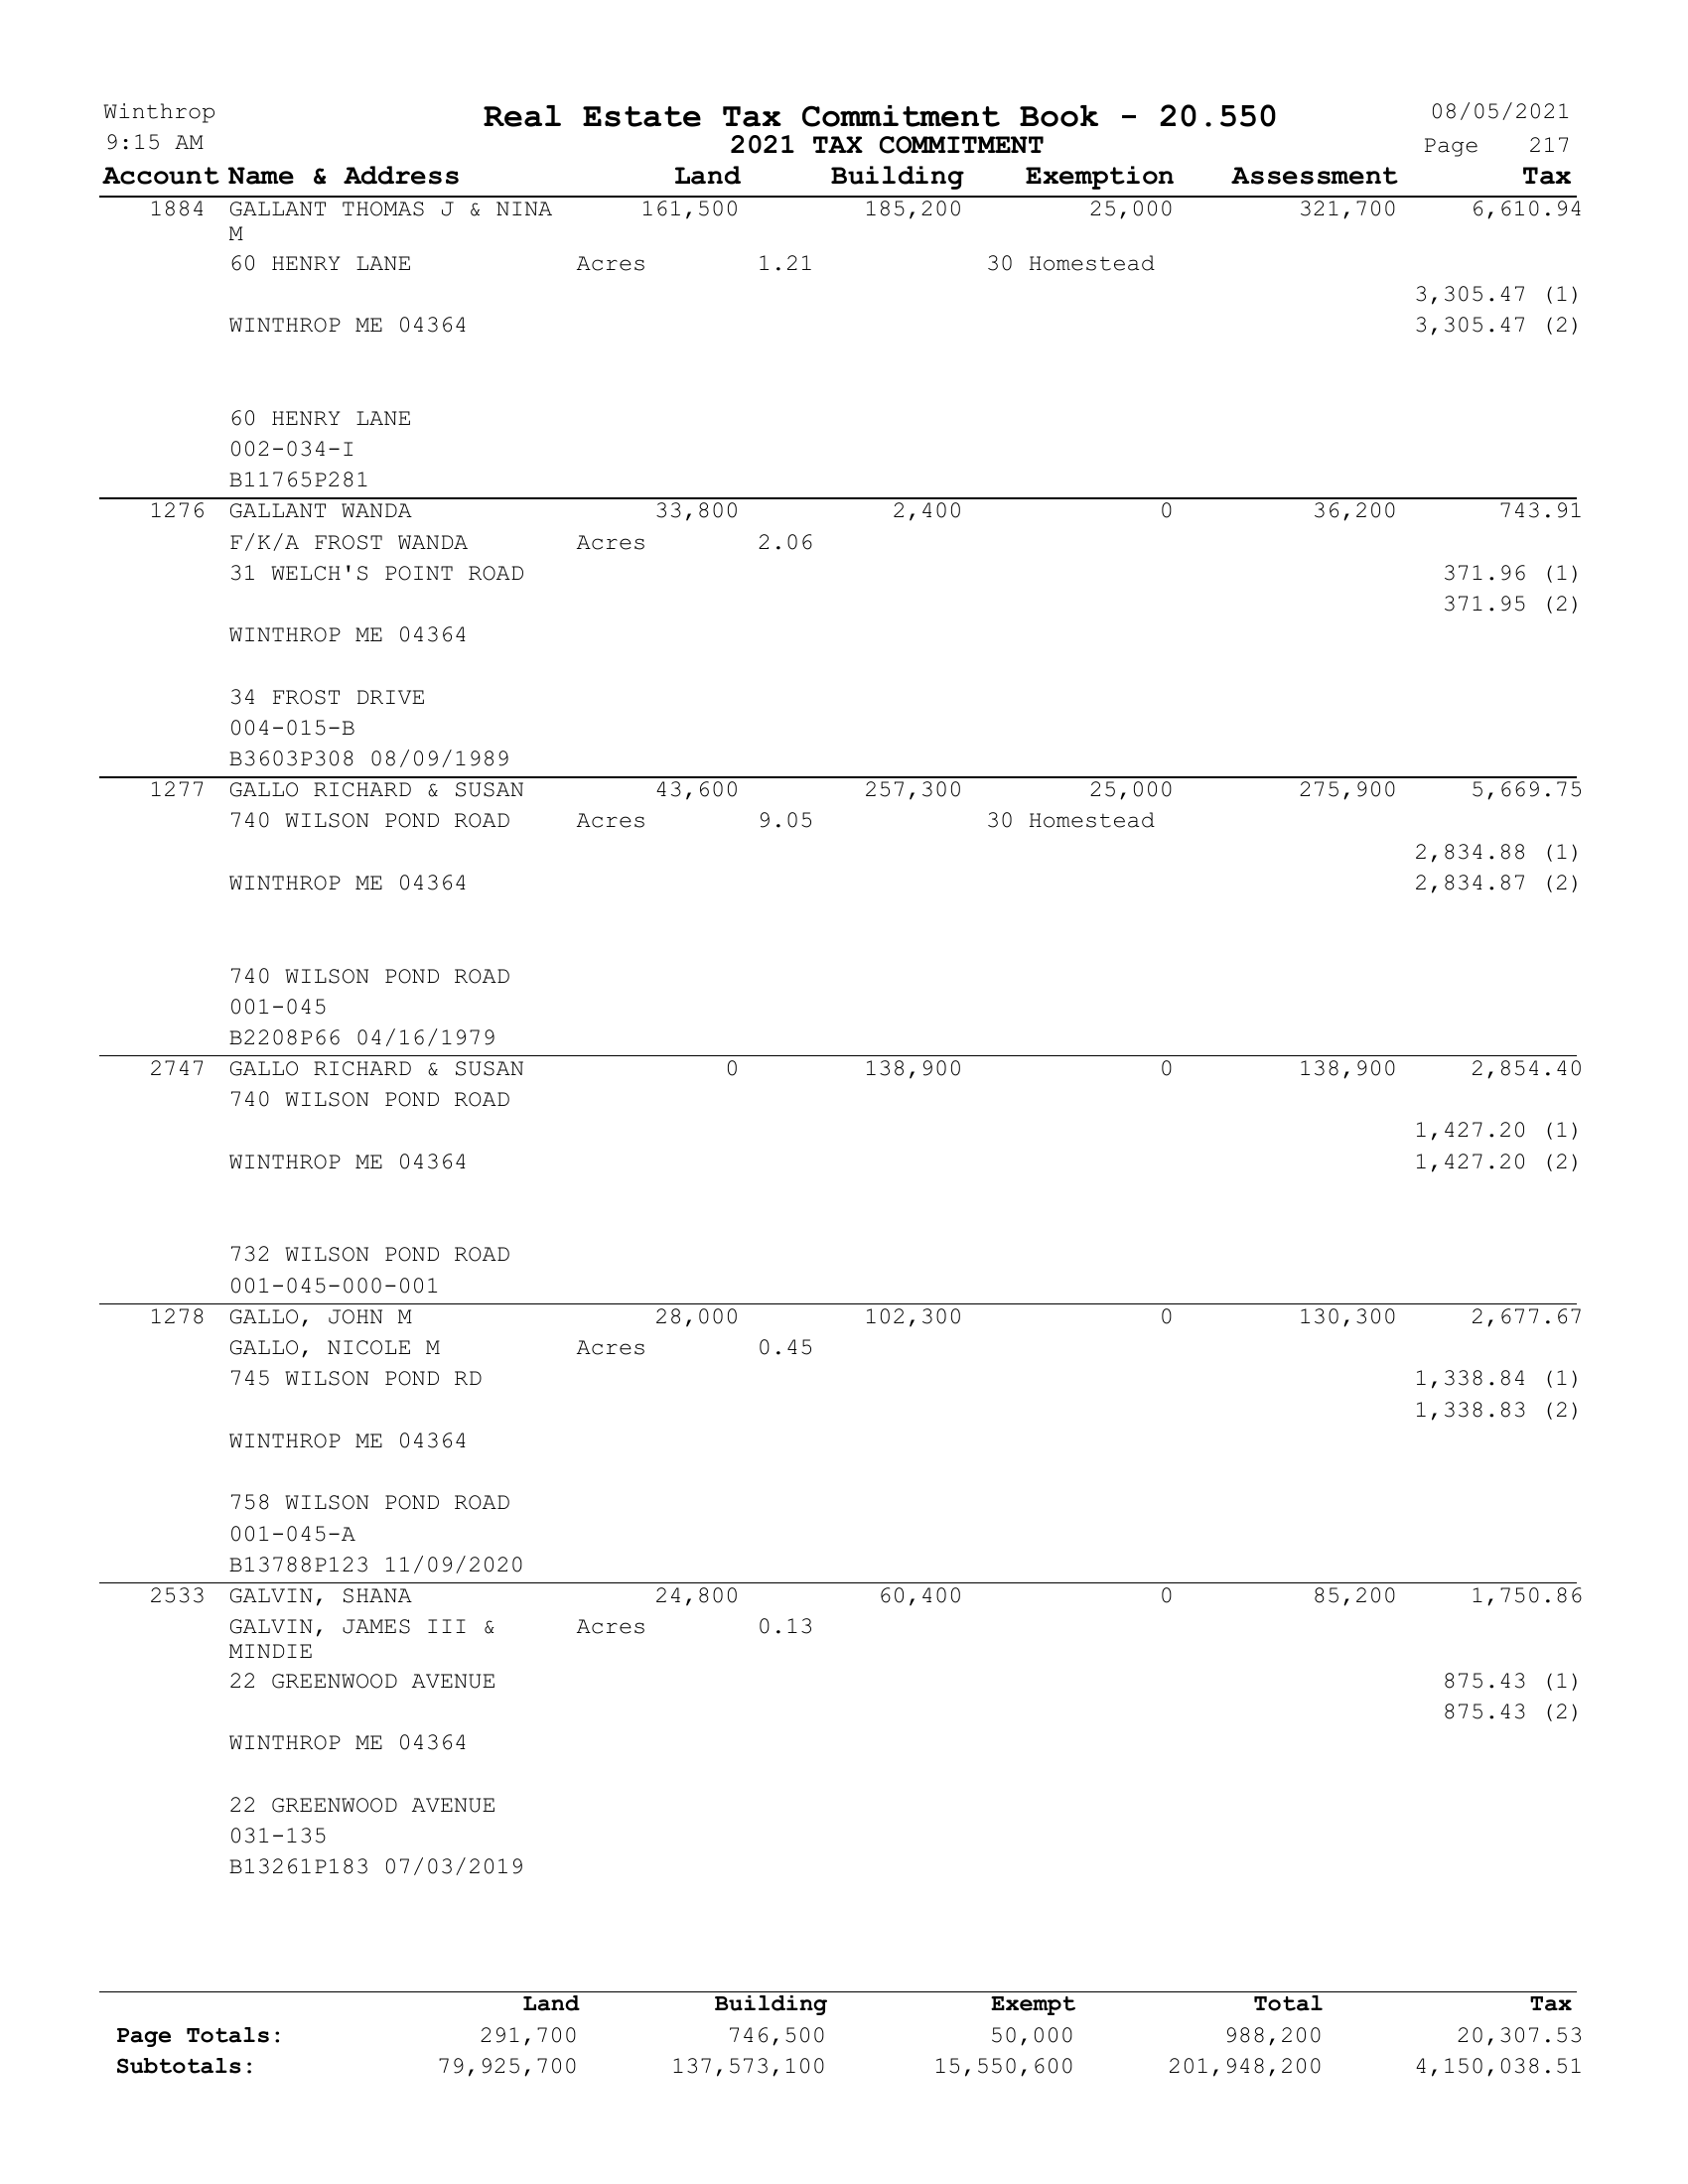 Winthrop Real Estate Tax Commitment Book - 20.550 08/05/2021
9:15 AM 2021 TAX COMMITMENT Page 217
Account Name & Address Land Building Exemption Assessment Tax
1884 GALLANT THOMAS J & NINA 161,500 185,200 25,000 321,700 6,610.94
M
60 HENRY LANE Acres 1.21 30 Homestead
3,305.47 (1)
WINTHROP ME 04364 3,305.47 (2)
60 HENRY LANE
002-034-I
B11765P281
1276 GALLANT WANDA 33,800 2,400 0 36,200 743.91
F/K/A FROST WANDA Acres 2.06
31 WELCH'S POINT ROAD 371.96 (1)
371.95 (2)
WINTHROP ME 04364
34 FROST DRIVE
004-015-B
B3603P308 08/09/1989
1277 GALLO RICHARD & SUSAN 43,600 257,300 25,000 275,900 5,669.75
740 WILSON POND ROAD Acres 9.05 30 Homestead
2,834.88 (1)
WINTHROP ME 04364 2,834.87 (2)
740 WILSON POND ROAD
001-045
B2208P66 04/16/1979
2747 GALLO RICHARD & SUSAN 0 138,900 0 138,900 2,854.40
740 WILSON POND ROAD
1,427.20 (1)
WINTHROP ME 04364 1,427.20 (2)
732 WILSON POND ROAD
001-045-000-001
1278 GALLO, JOHN M 28,000 102,300 0 130,300 2,677.67
GALLO, NICOLE M Acres 0.45
745 WILSON POND RD 1,338.84 (1)
1,338.83 (2)
WINTHROP ME 04364
758 WILSON POND ROAD
001-045-A
B13788P123 11/09/2020
2533 GALVIN, SHANA 24,800 60,400 0 85,200 1,750.86
GALVIN, JAMES III & Acres 0.13
MINDIE
22 GREENWOOD AVENUE 875.43 (1)
875.43 (2)
WINTHROP ME 04364
22 GREENWOOD AVENUE
031-135
B13261P183 07/03/2019
Land Building Exempt Total Tax
Page Totals: 291,700 746,500 50,000 988,200 20,307.53
Subtotals: 79,925,700 137,573,100 15,550,600 201,948,200 4,150,038.51